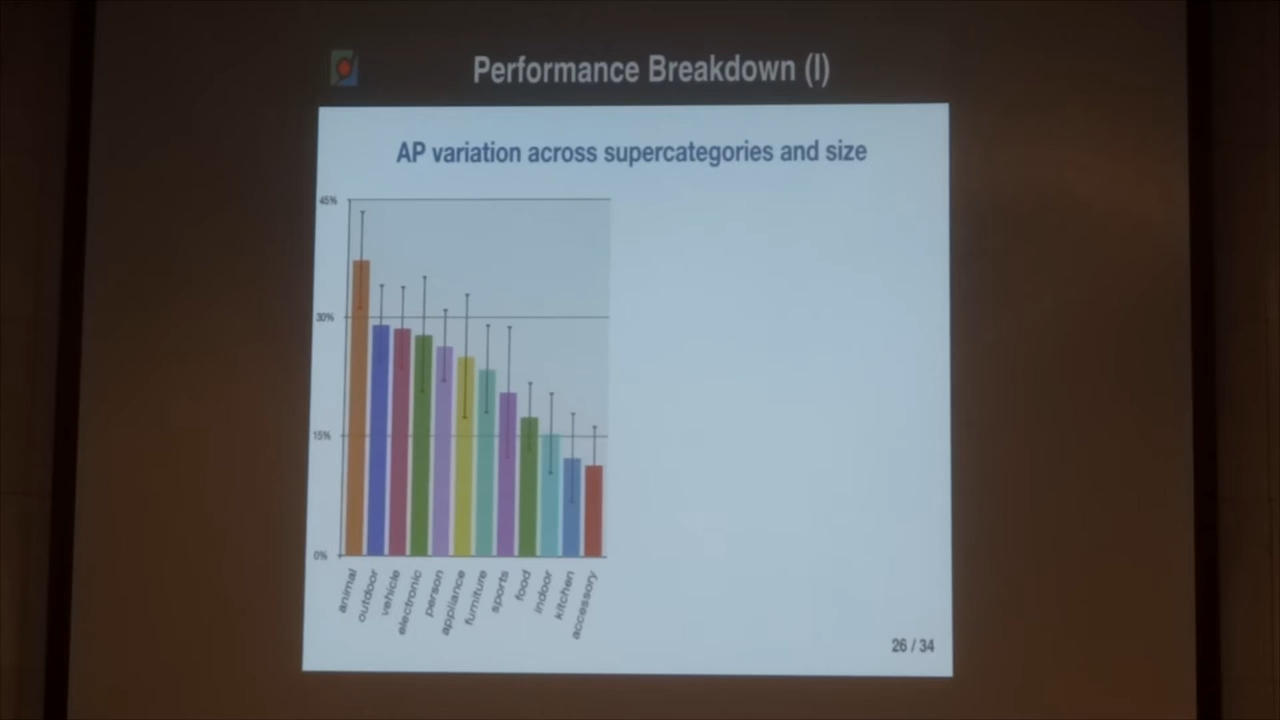 Performance Breakdown (I)
AP variation across supercategories and size
45%
30%
15%
0%
animal
outdoor
vehicle
electronic
person
appliance
furniture
sports
food
indoor
kitchen
accessory
26 / 34